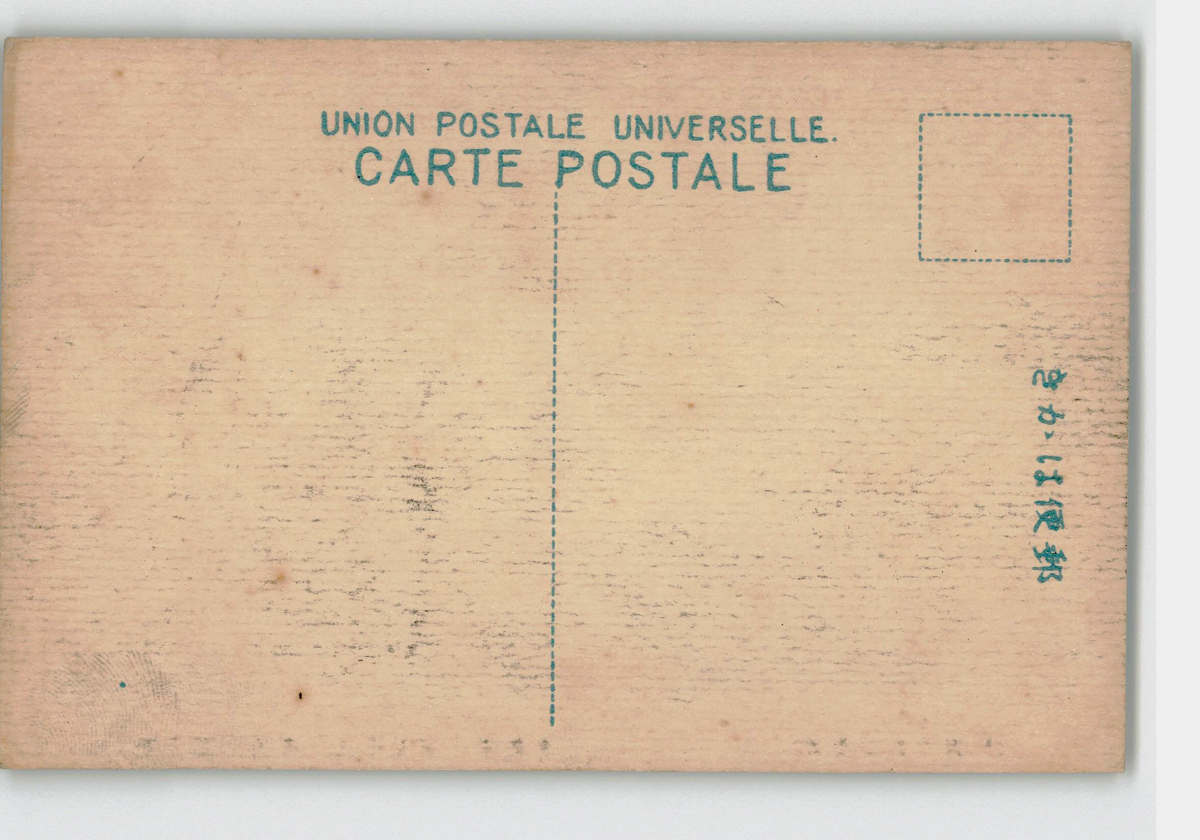 UNION POSTALE UNIVERSELLE.
CARTE POSTALE
郵便はかき